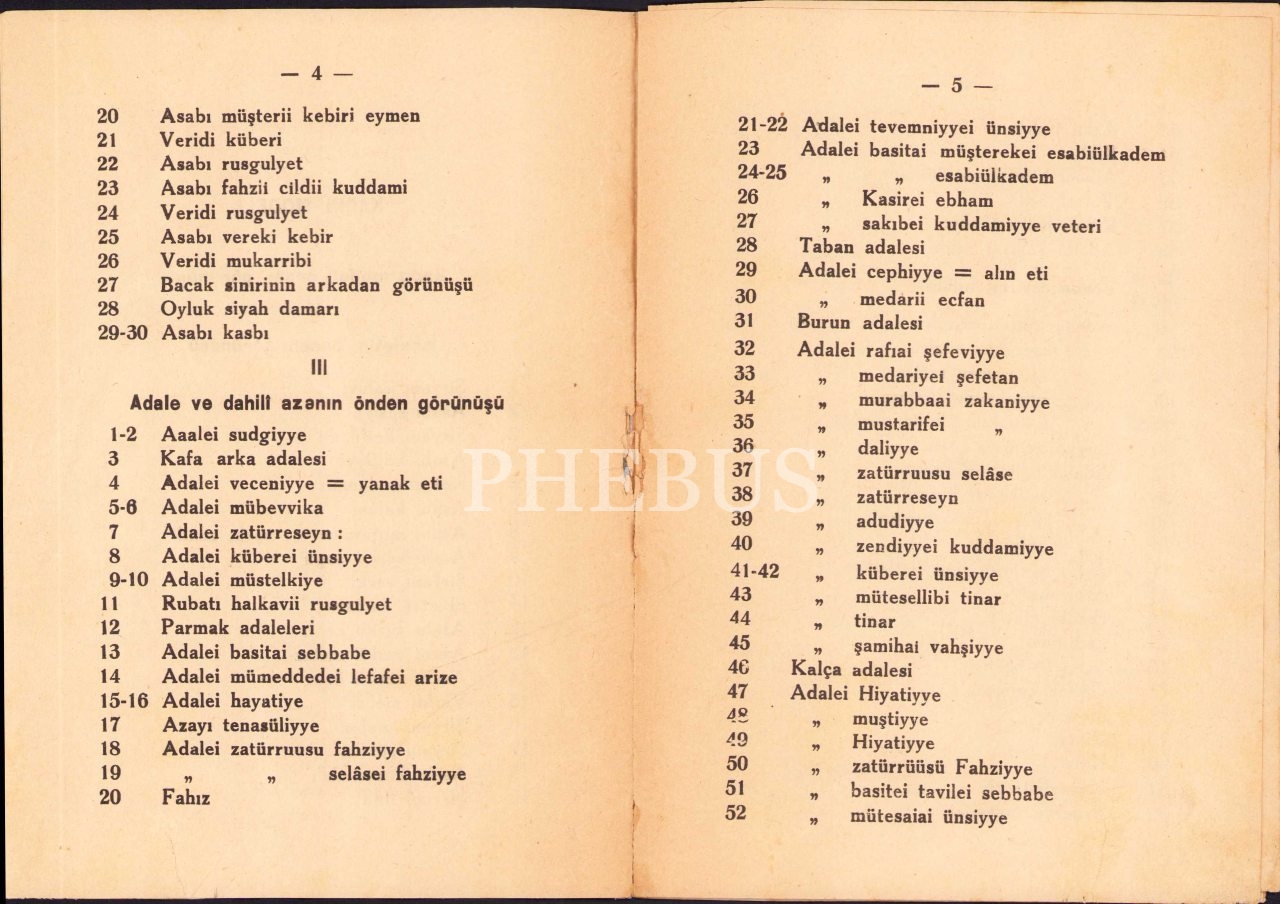 — 4 —
20 Asabı müşterii kebiri eymen
21 Veridi küberi
22 Asabı rusgulyet
23 Asabı fahzii cildii kuddami
24 Veridi rusgulyet
25 Asabı vereki kebir
26 Veridi mukarribi
27 Bacak sinirinin arkadan görünüşü
28 Oyluk siyah damarı
29-30 Asabı kasbı
III
Adale ve dahilî azanın önden görünüşü
1-2 Aaalei sudgiyye
3 Kafa arka adalesi
4 Adalei veceniyye = yanak eti
5-6 Adalei mübevvika
7 Adalei zatürreseyn :
8 Adalei küberei ünsiyye
9-10 Adalei müstelkiye
11 Rubatı halkavii rusgulyet
12 Parmak adaleleri
13 Adalei basitai sebbabe
14 Adalei mümeddedei lefafei arize
15-16 Adalei hayatiye
17 Azayı tenasüliyye
18 Adalei zatürruusu fahziyye
19 „ „ selâsei fahziyye
20 Fahız
— 5 —
21-22 Adalei tevemniyyei ünsiyye
23 Adalei basitai müşterekei esabiülkadem
24-25 „ „ esabiülkadem
26 „ Kasirei ebham
27 „ sakıbei kuddamiyye veteri
28 Taban adalesi
29 Adalei cephiyye = alın eti
30 „ medarii ecfan
31 Burun adalesi
32 Adalei rafıai şefeviyye
33 „ medariyei şefetan
34 „ murabbaai zakaniyye
35 „ mustarifei „
36 „ daliyye
37 „ zatürruusu selâse
38 „ zatürreseyn
39 „ adudiyye
40 „ zendiyyei kuddamiyye
41-42 „ küberei ünsiyye
43 „ mütesellibi tinar
44 „ tinar
45 „ şamihai vahşiyye
46 Kalça adalesi
47 Adalei Hiyatiyye
48 „ muştiyye
49 „ Hiyatiyye
50 „ zatürrüüsü Fahziyye
51 „ basitei tavilei sebbabe
52 „ mütesaiai ünsiyye
PHEBUS